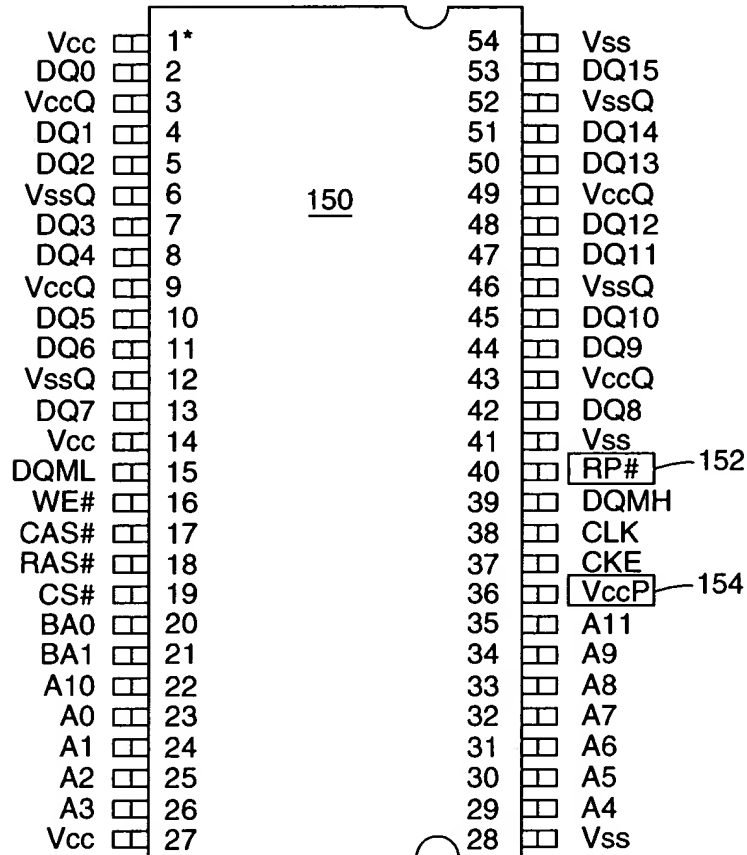 Vcc 1* 54 Vss
DQ0 2 53 DQ15
VccQ 3 52 VssQ
DQ1 4 51 DQ14
DQ2 5 50 DQ13
VssQ 6 150 49 VccQ
DQ3 7 48 DQ12
DQ4 8 47 DQ11
VccQ 9 46 VssQ
DQ5 10 45 DQ10
DQ6 11 44 DQ9
VssQ 12 43 VccQ
DQ7 13 42 DQ8
Vcc 14 41 Vss
DQML 15 40 RP# 152
WE# 16 39 DQMH
CAS# 17 38 CLK
RAS# 18 37 CKE
CS# 19 36 VccP 154
BA0 20 35 A11
BA1 21 34 A9
A10 22 33 A8
A0 23 32 A7
A1 24 31 A6
A2 25 30 A5
A3 26 29 A4
Vcc 27 28 Vss